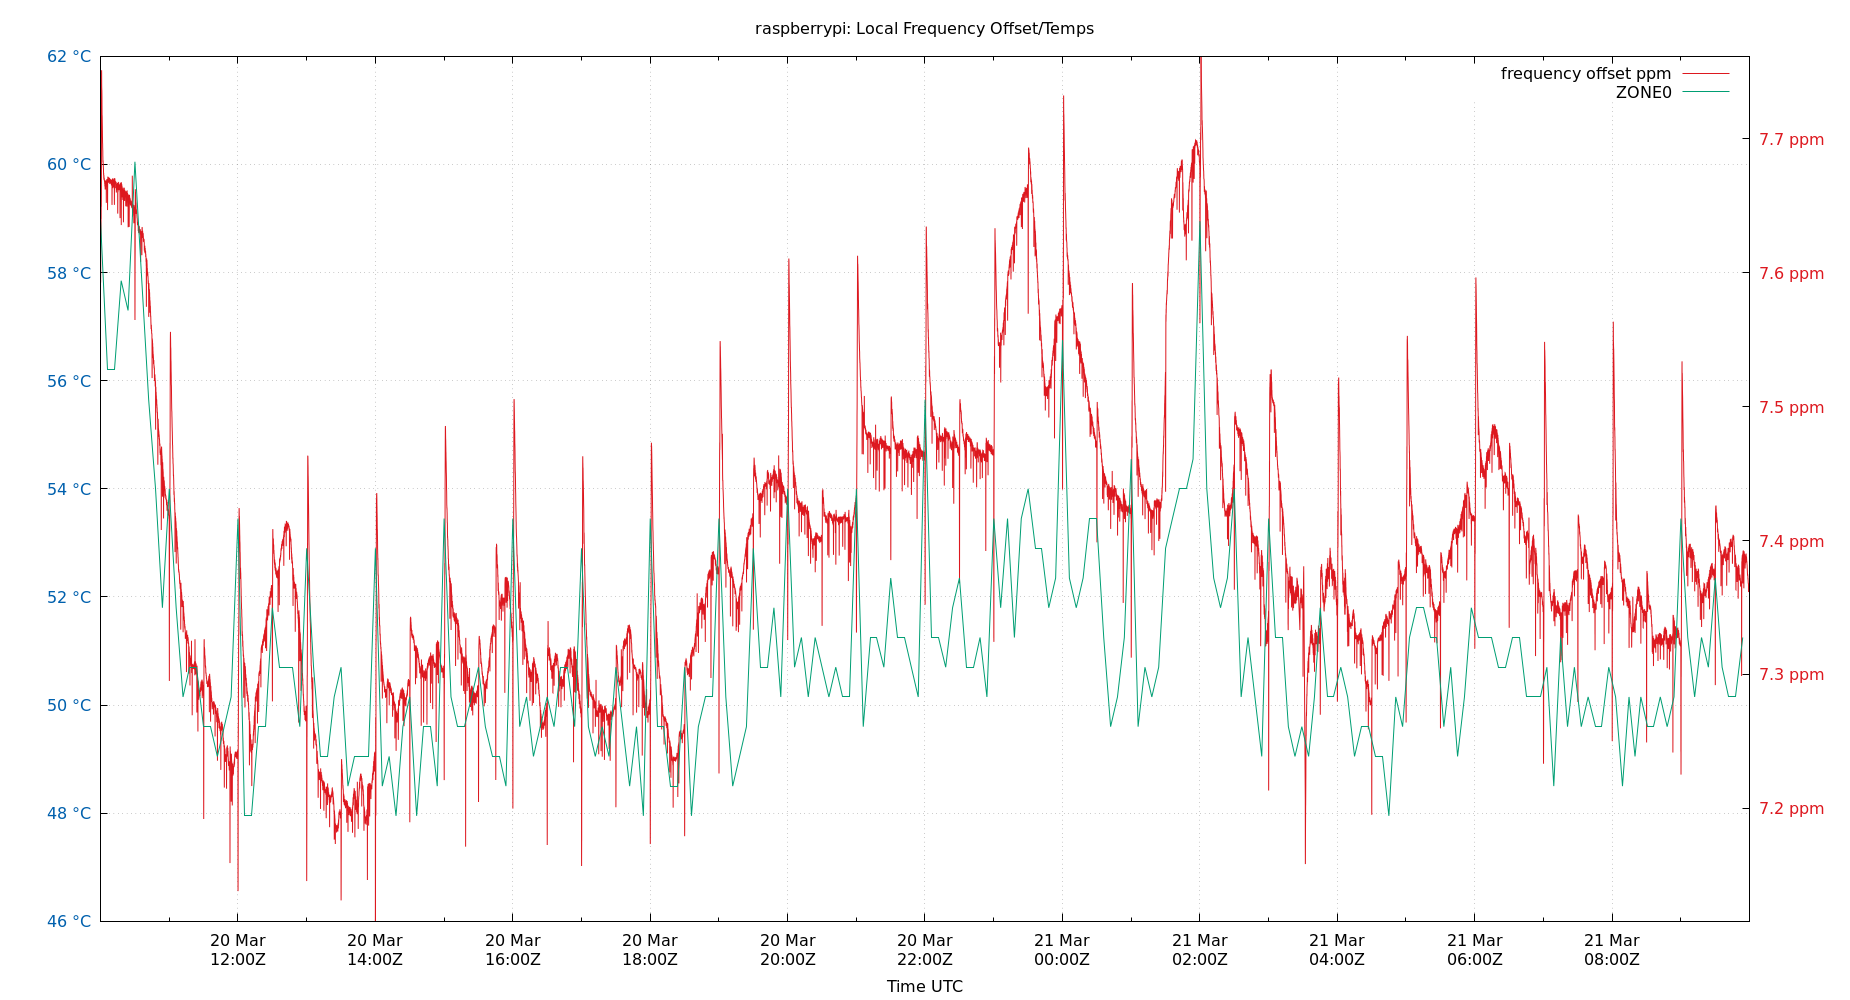 raspberrypi: Local Frequency Offset/Temps
frequency offset ppm
ZONE0
62 °C
60 °C
58 °C
56 °C
54 °C
52 °C
50 °C
48 °C
46 °C
7.7 ppm
7.6 ppm
7.5 ppm
7.4 ppm
7.3 ppm
7.2 ppm
20 Mar 20 Mar 20 Mar 20 Mar 20 Mar 20 Mar 21 Mar 21 Mar 21 Mar 21 Mar 21 Mar
12:00Z 14:00Z 16:00Z 18:00Z 20:00Z 22:00Z 00:00Z 02:00Z 04:00Z 06:00Z 08:00Z
Time UTC